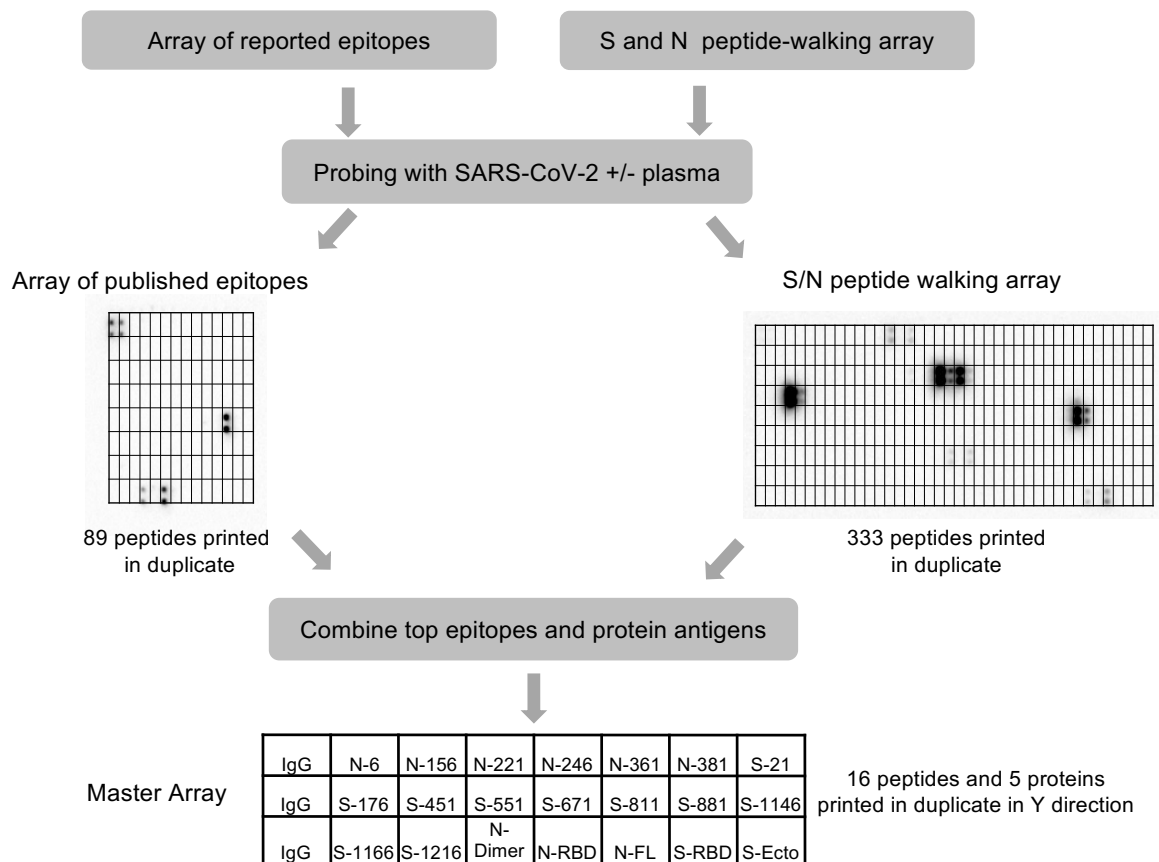 Array of reported epitopes
S and N peptide-walking array
Probing with SARS-CoV-2 +/- plasma
Array of published epitopes
S/N peptide walking array
89 peptides printed
in duplicate
333 peptides printed
in duplicate
Combine top epitopes and protein antigens
Master Array
IgG N-6 N-156 N-221 N-246 N-361 N-381 S-21
IgG S-176 S-451 S-551 S-671 S-811 S-881 S-1146
IgG S-1166 S-1216 N-Dimer N-RBD N-FL S-RBD S-Ecto
16 peptides and 5 proteins
printed in duplicate in Y direction